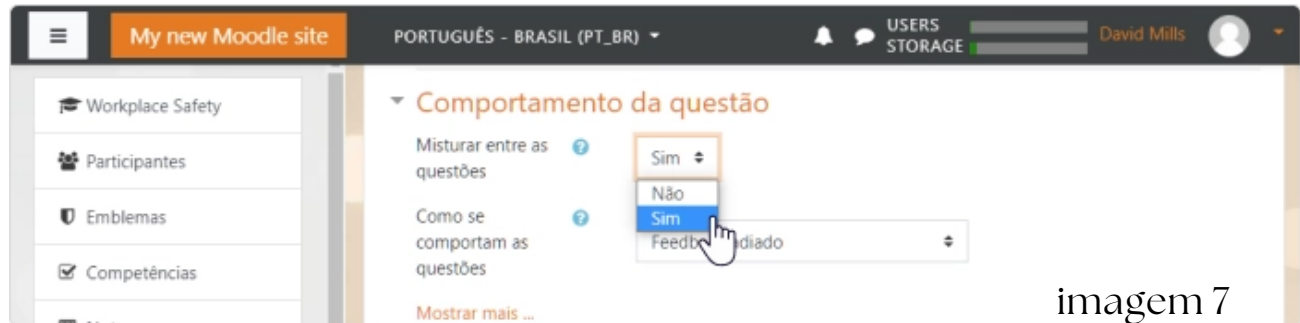 My new Moodle site
PORTUGUÊS - BRASIL (PT_BR)
USERS
STORAGE
David Mills
Workplace Safety
Participantes
Emblemas
Competências
Comportamento da questão
Misturar entre as
questões
Sim
Não
Sim
Como se
comportam as
questões
Mostrar mais ...
imagem 7